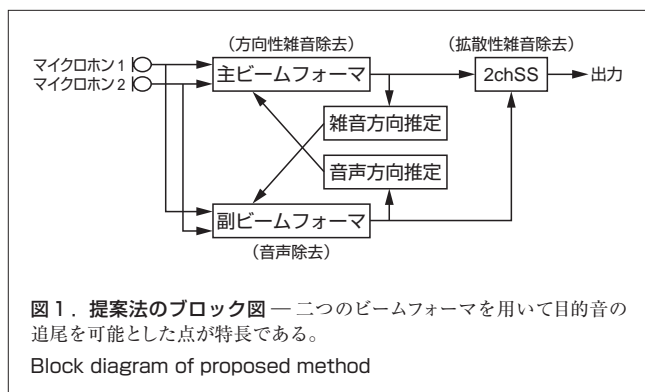 (方向性雑音除去)
(拡散性雑音除去)
マイクロホン1
マイクロホン2
主ビームフォーマ
2chSS
出力
雑音方向推定
音声方向推定
副ビームフォーマ
(音声除去)
図1.提案法のブロック図 — 二つのビームフォーマを用いて目的音の
追尾を可能とした点が特長である。
Block diagram of proposed method